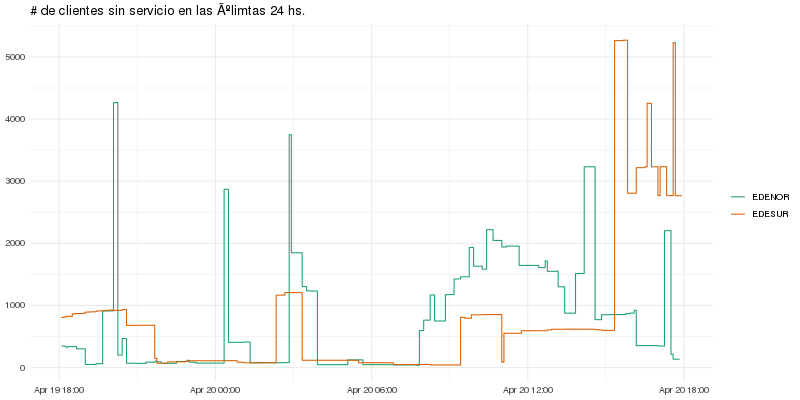 # de clientes sin servicio en las Ãºlimtas 24 hs.
5000
4000
3000
2000
1000
0
Apr 19 18:00
Apr 20 00:00
Apr 20 06:00
Apr 20 12:00
Apr 20 18:00
EDENOR
EDESUR